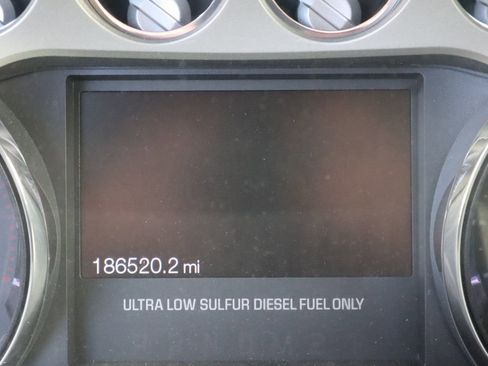 186520.2 mi
ULTRA LOW SULFUR DIESEL FUEL ONLY